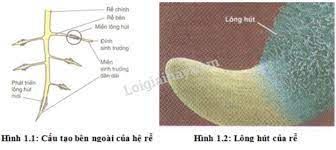 Rễ chính
Rễ bên
Miền lông hút
Đỉnh
sinh trưởng
Miền
sinh trưởng
dãn dài
Phát triển
lông hút
mới
Lông hút
Loigiaihay.com
Hình 1.1: Cấu tạo bên ngoài của hệ rễ
Hình 1.2: Lông hút của rễ